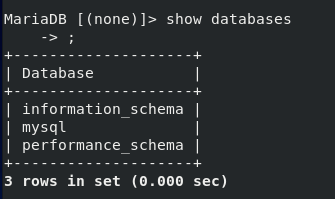 MariaDB [(none)]> show databases
    -> ;
+--------------------+
| Database           |
+--------------------+
| information_schema |
| mysql              |
| performance_schema |
+--------------------+
3 rows in set (0.000 sec)